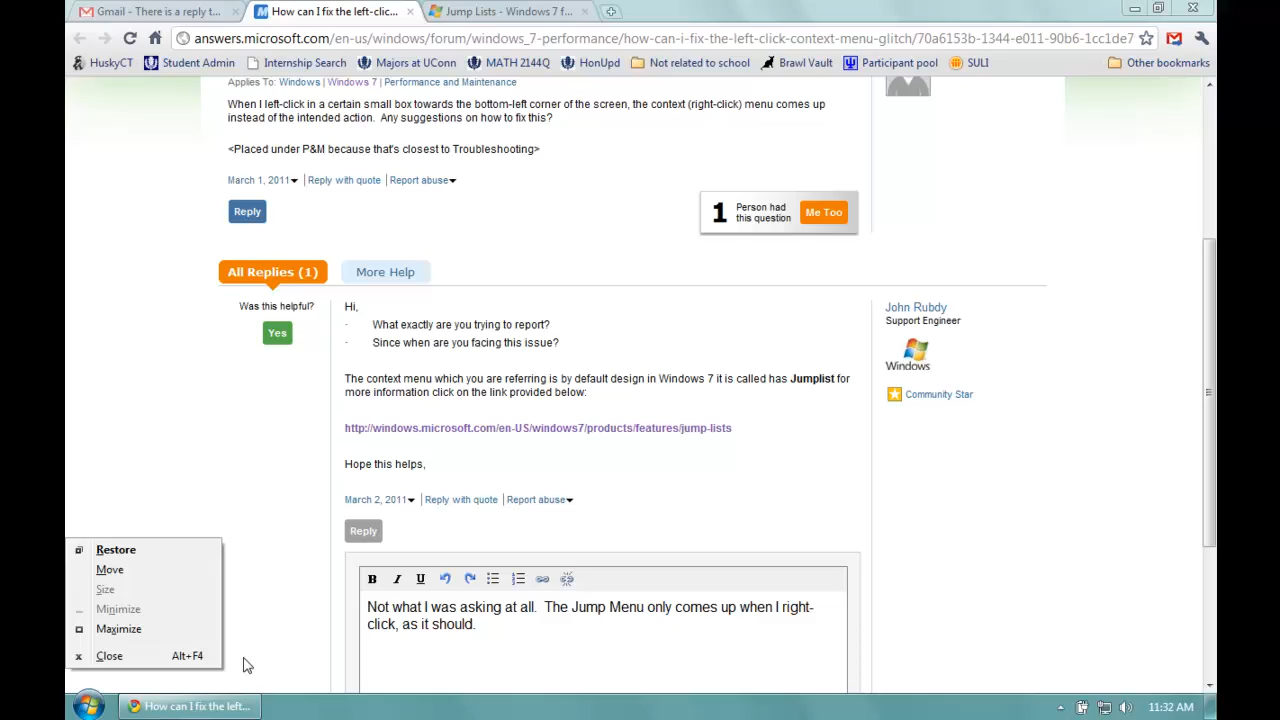 Gmail - There is a reply t...
How can I fix the left-clic...
Jump Lists - Windows 7 f...
answers.microsoft.com/en-us/windows/forum/windows_7-performance/how-can-i-fix-the-left-click-context-menu-glitch/70a6153b-1344-e011-90b6-1cc1de7
HuskyCT
Student Admin
Internship Search
Majors at UConn
MATH 2144Q
HonUpd
Not related to school
Brawl Vault
Participant pool
SULI
Other bookmarks
Applies To: Windows | Windows 7 | Performance and Maintenance
When I left-click in a certain small box towards the bottom-left corner of the screen, the context (right-click) menu comes up
instead of the intended action.  Any suggestions on how to fix this?
<Placed under P&M because that's closest to Troubleshooting>
March 1, 2011 | Reply with quote | Report abuse
Reply
1 Person had
this question
Me Too
All Replies (1)
More Help
Was this helpful?
Yes
Hi,
· What exactly are you trying to report?
· Since when are you facing this issue?
The context menu which you are referring is by default design in Windows 7 it is called has Jumplist for
more information click on the link provided below:
http://windows.microsoft.com/en-US/windows7/products/features/jump-lists
Hope this helps,
March 2, 2011 | Reply with quote | Report abuse
Reply
John Rubdy
Support Engineer
Windows
Community Star
B I U
Not what I was asking at all.  The Jump Menu only comes up when I right-
click, as it should.
Restore
Move
Size
Minimize
Maximize
Close Alt+F4
How can I fix the left...
11:32 AM